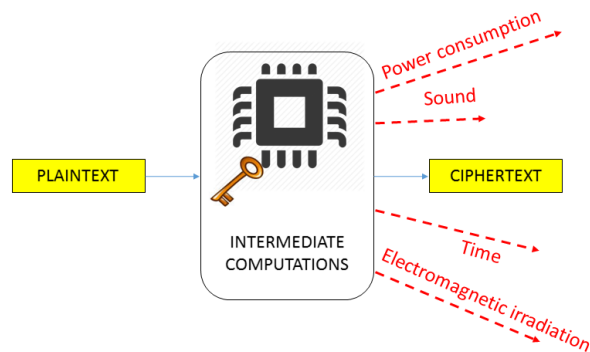 Power consumption
Sound
PLAINTEXT
CIPHERTEXT
INTERMEDIATE
COMPUTATIONS
Time
Electromagnetic irradiation